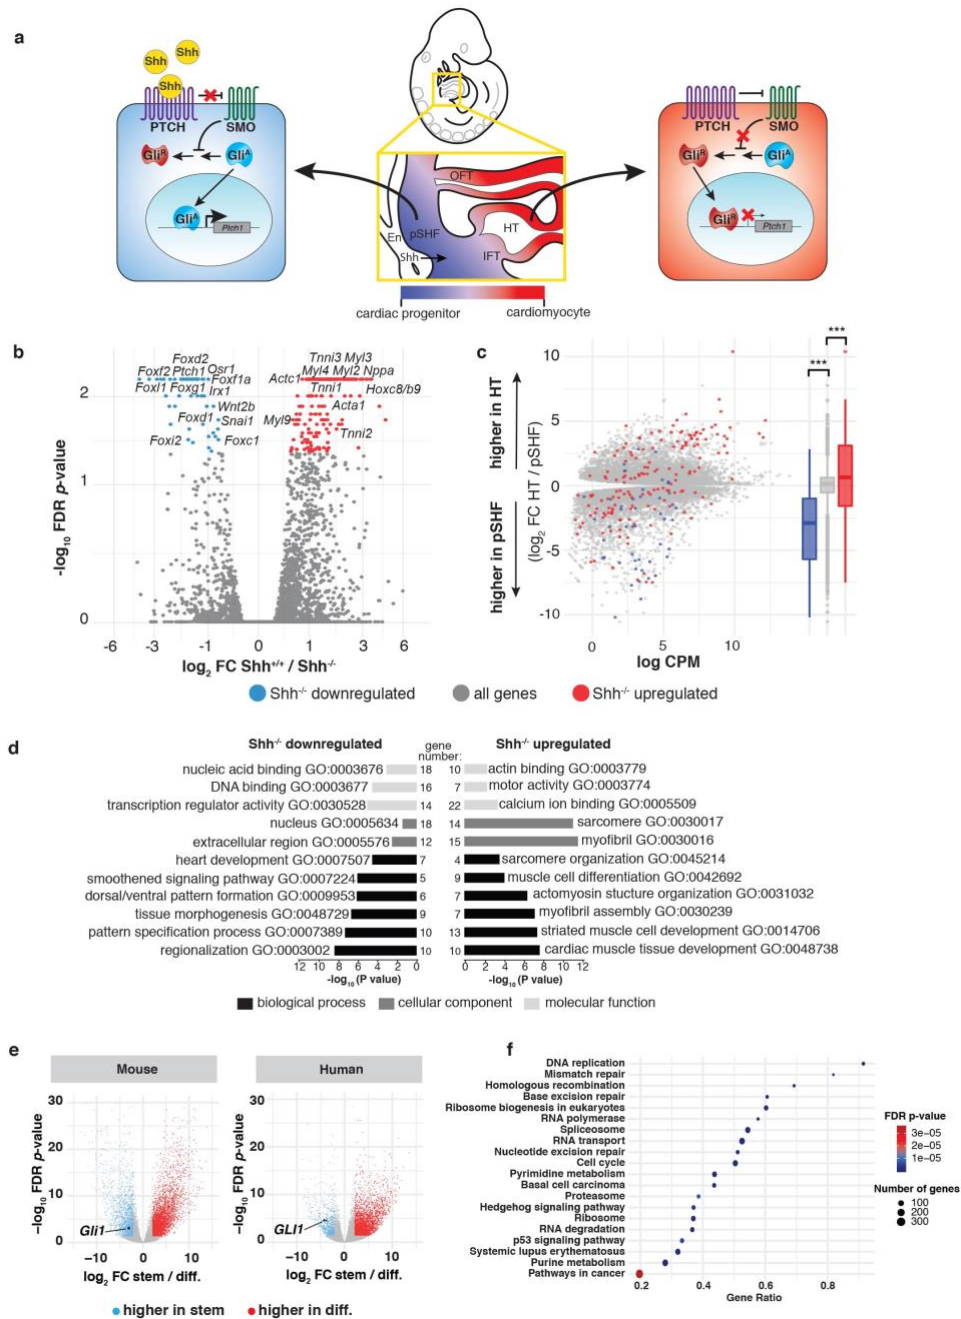 a
Shh
Shh
Shh
PTCH
SMO
Gliᴿ
Gliᴬ
Gliᴬ
Ptch1
OFT
HT
En
pSHF
Shh
IFT
cardiac progenitor
cardiomyocyte
PTCH
SMO
Gliᴿ
Gliᴬ
Gliᴿ
Ptch1
b
Foxd2
Foxf2 Ptch1 Osr1
Foxf1a
Foxl1 Foxg1 Irx1
Wnt2b
Foxd1 Snai1
Foxi2 Foxc1
Tnni3 Myl3
Actc1 Myl4 Myl2 Nppa
Tnni1 Hoxc8/b9
Acta1
Myl9
Tnni2
2
1
0
-log₁₀ FDR p-value
-6 -3 -1 0 1 3 6
log₂ FC Shh⁺/⁺ / Shh⁻/⁻
c
***
***
10
5
0
-5
-10
higher in HT
higher in pSHF
(log₂ FC HT / pSHF)
0 5 10
log CPM
Shh⁻/⁻ downregulated
all genes
Shh⁻/⁻ upregulated
d
Shh⁻/⁻ downregulated
gene
number:
Shh⁻/⁻ upregulated
nucleic acid binding GO:0003676 18 10 actin binding GO:0003779
DNA binding GO:0003677 16 7 motor activity GO:0003774
transcription regulator activity GO:0030528 14 22 calcium ion binding GO:0005509
nucleus GO:0005634 18 14 sarcomere GO:0030017
extracellular region GO:0005576 12 15 myofibril GO:0030016
heart development GO:0007507 7 4 sarcomere organization GO:0045214
smoothened signaling pathway GO:0007224 5 9 muscle cell differentiation GO:0042692
dorsal/ventral pattern formation GO:0009953 6 7 actomyosin stucture organization GO:0031032
tissue morphogenesis GO:0048729 9 7 myofibril assembly GO:0030239
pattern specification process GO:0007389 10 13 striated muscle cell development GO:0014706
regionalization GO:0003002 10 10 cardiac muscle tissue development GO:0048738
12 10 8 6 4 2 0 0 2 4 6 8 10 12
-log₁₀ (P value) -log₁₀ (P value)
biological process cellular component molecular function
e
Mouse
30
20
10
0
-log₁₀ FDR p-value
Gli1
−10 0 10
log₂ FC stem / diff.
Human
30
20
10
0
-log₁₀ FDR p-value
GLI1
−10 0 10
log₂ FC stem / diff.
higher in stem
higher in diff.
f
DNA replication
Mismatch repair
Homologous recombination
Base excision repair
Ribosome biogenesis in eukaryotes
RNA polymerase
Spliceosome
RNA transport
Nucleotide excision repair
Cell cycle
Pyrimidine metabolism
Basal cell carcinoma
Proteasome
Hedgehog signaling pathway
Ribosome
RNA degradation
p53 signaling pathway
Systemic lupus erythematosus
Purine metabolism
Pathways in cancer
0.2 0.4 0.6 0.8
Gene Ratio
FDR p-value
3e−05
2e−05
1e−05
Number of genes
100
200
300